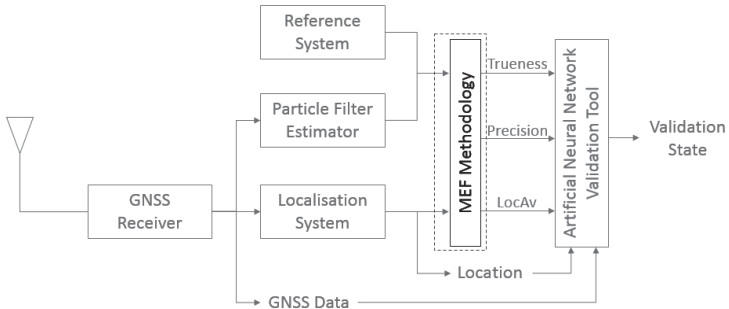 Reference
System
Particle Filter
Estimator
GNSS
Receiver
Localisation
System
MEF Methodology
Trueness
Precision
LocAv
Artificial Neural Network
Validation Tool
Validation
State
Location
GNSS Data